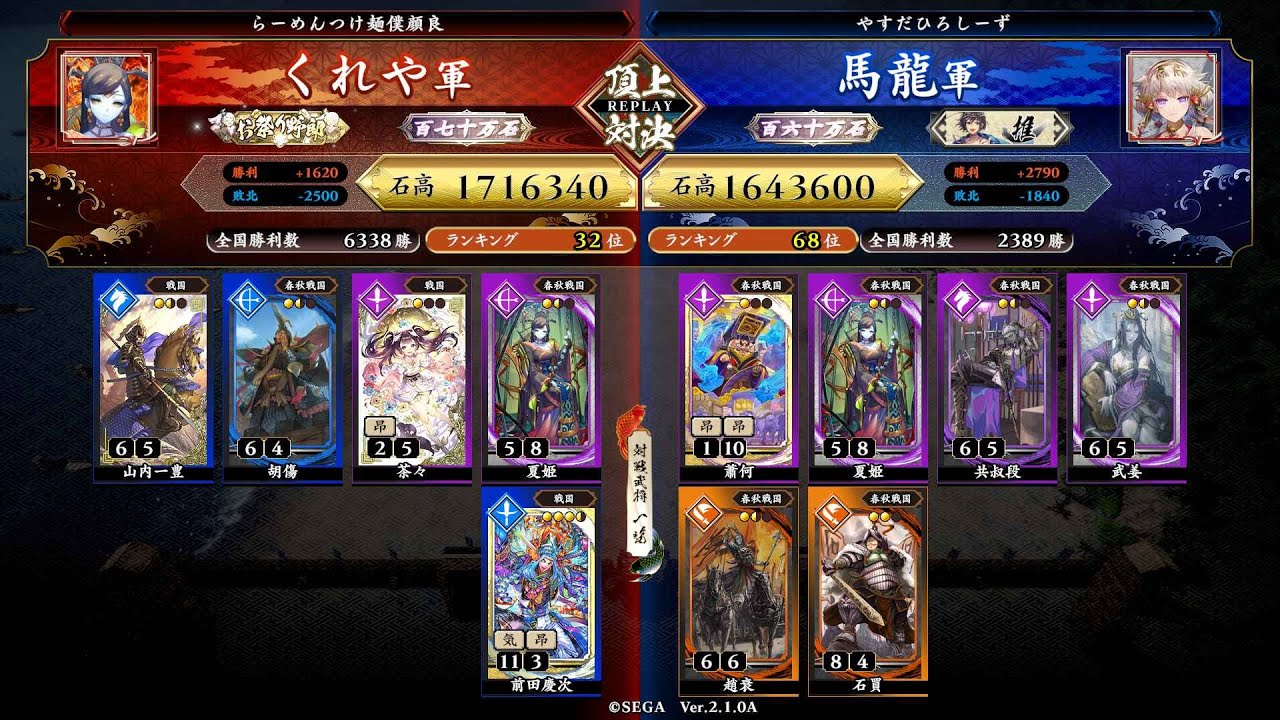 らーめんつけ麺僕顔良
やすだひろしーず
くれや軍
頂上
REPLAY
対決
馬龍軍
お祭り野郎
百七十万石
百六十万石
推
勝利 +1620
敗北 -2500
石高 1716340
石高 1643600
勝利 +2790
敗北 -1840
全国勝利数 6338勝
ランキング 32位
ランキング 68位
全国勝利数 2389勝
戦国
春秋戦国
戦国
春秋戦国
春秋戦国
春秋戦国
春秋戦国
春秋戦国
昂
昂 昂
6 5
6 4
2 5
5 8
1 10
5 8
6 5
6 5
山内一豊
胡傷
茶々
夏姫
蕭何
夏姫
共叔段
武姜
対戦武将一覧
戦国
春秋戦国
春秋戦国
気 昂
11 3
6 6
8 4
前田慶次
趙衰
石買
©SEGA Ver.2.1.0A